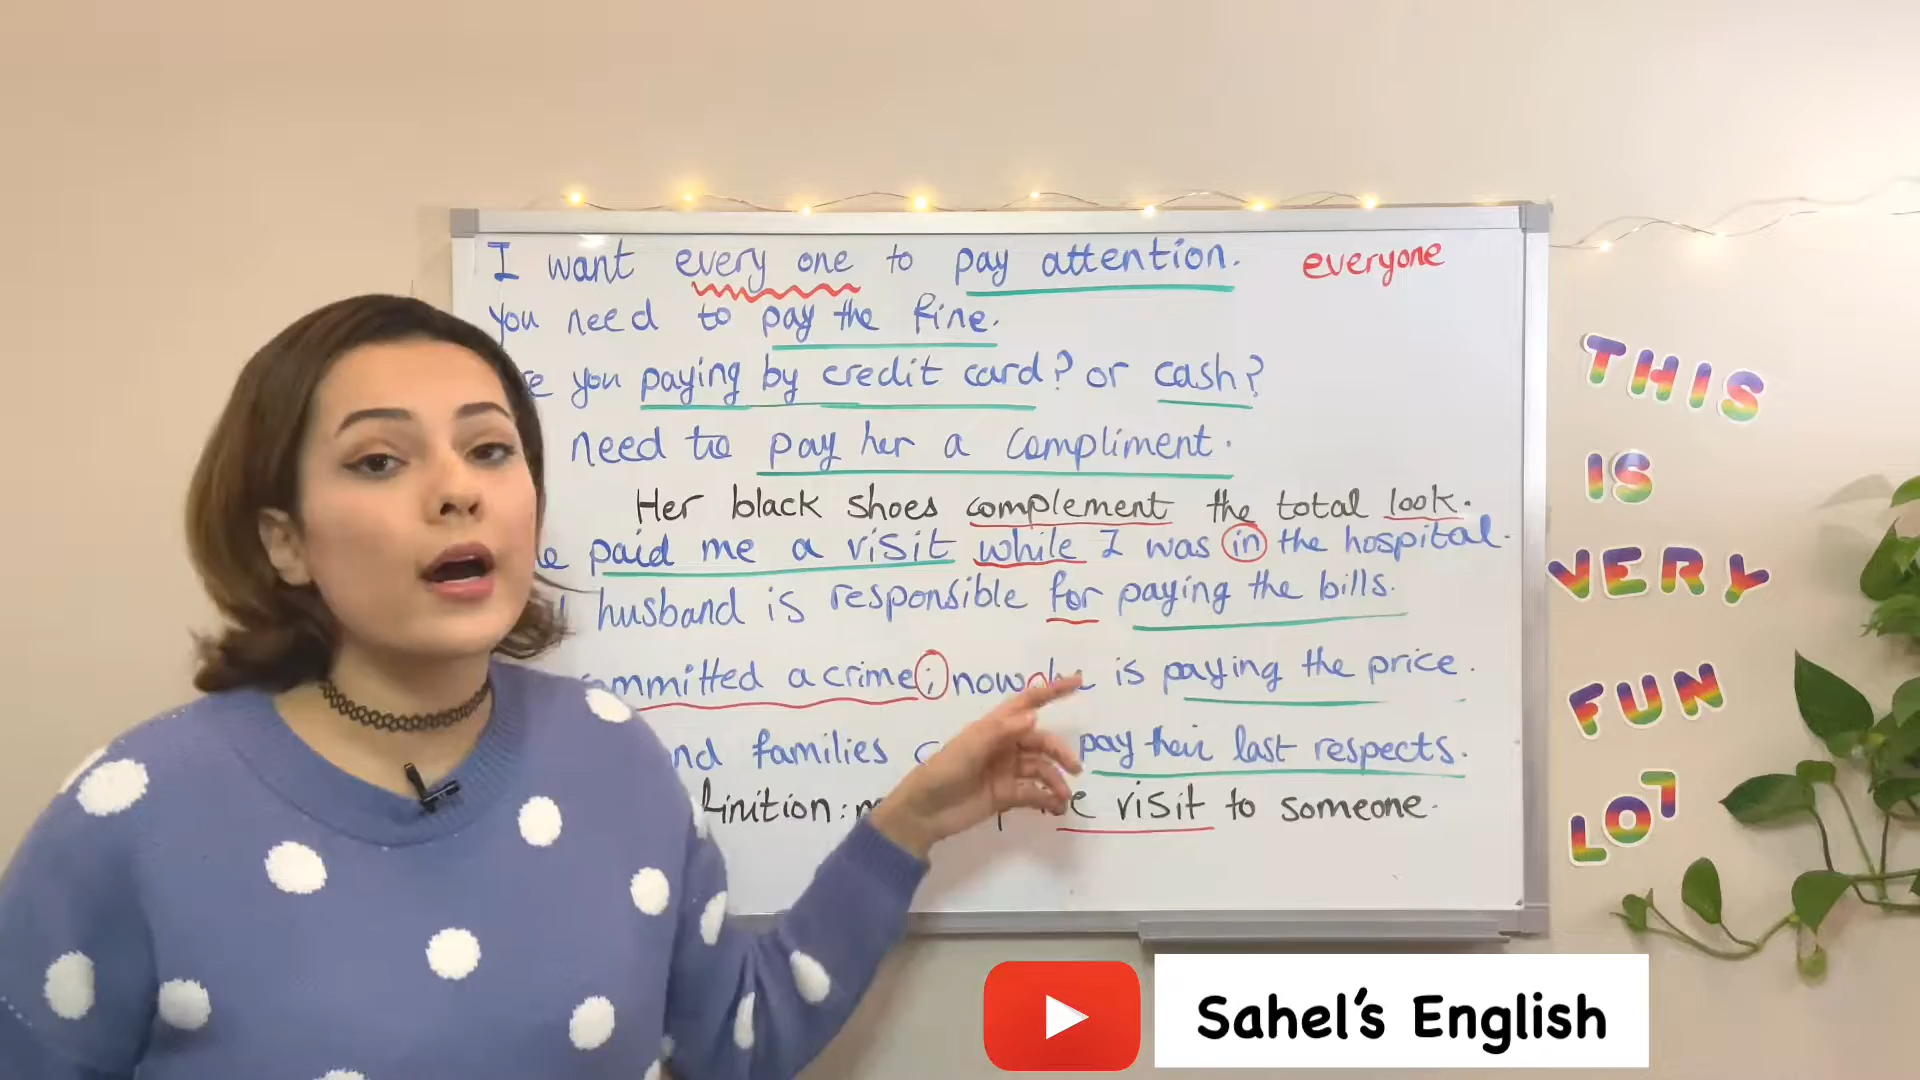 I want every one to pay attention. everyone
you need to pay the fine.
you paying by credit card? or cash?
need to pay her a compliment.
Her black shoes complement the total look.
paid me a visit while I was in the hospital.
husband is responsible for paying the bills.
a crime; now is paying the price.
families pay their last respects.
visit to someone.
THIS
IS
VERY
FUN
LOT
Sahel's English